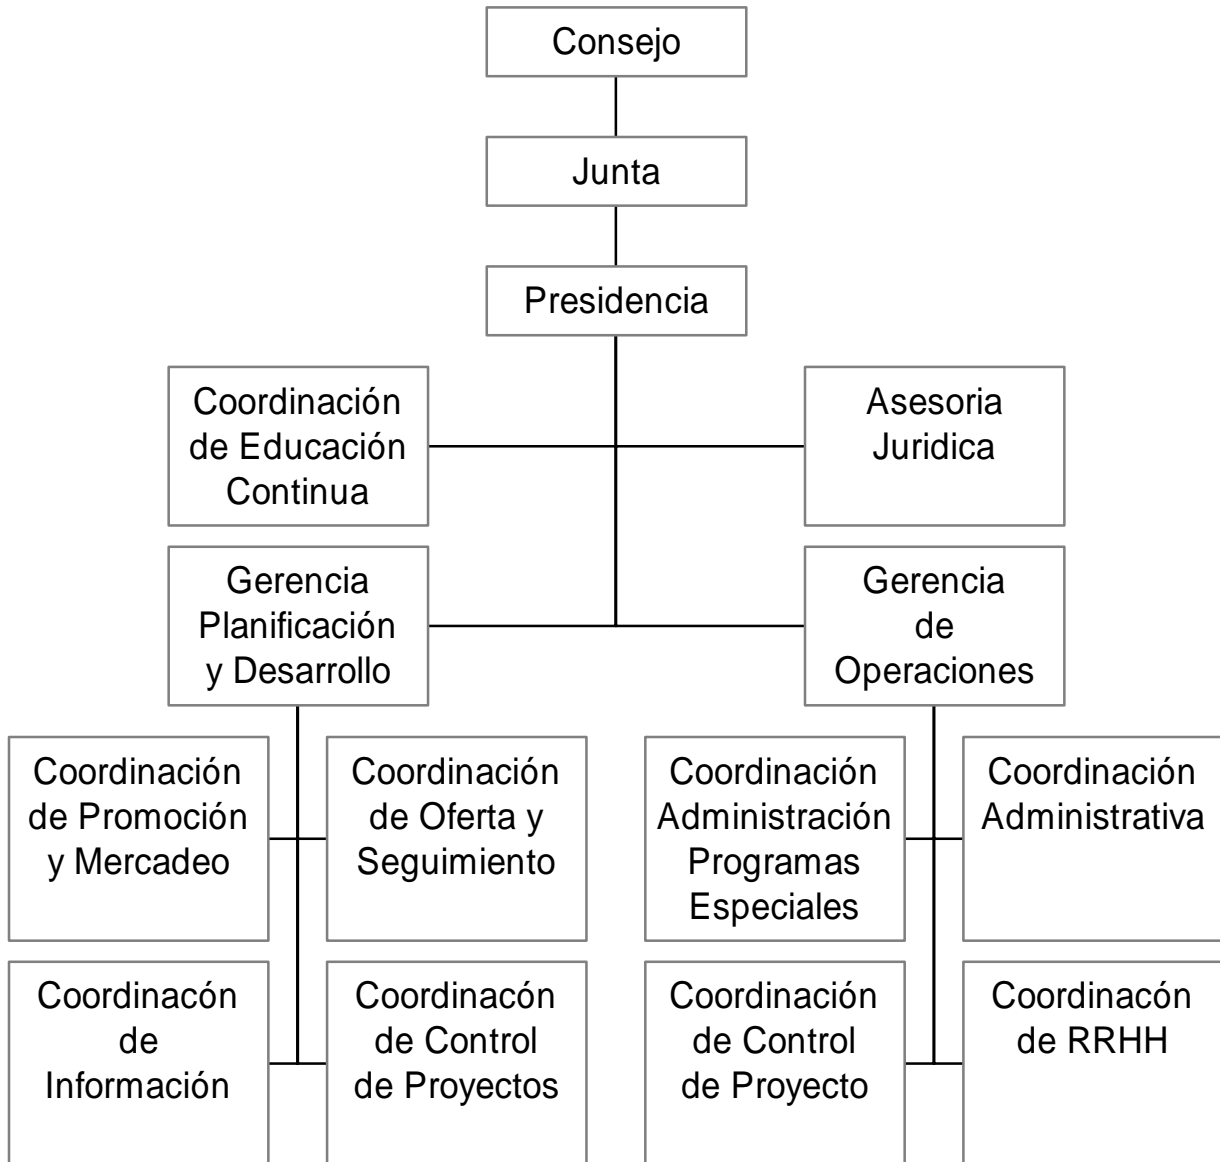 Consejo
Junta
Presidencia
Coordinación
de Educación
Continua
Asesoria
Juridica
Gerencia
Planificación
y Desarrollo
Gerencia
de
Operaciones
Coordinación
de Promoción
y Mercadeo
Coordinación
de Oferta y
Seguimiento
Coordinación
Administración
Programas
Especiales
Coordinación
Administrativa
Coordinacón
de
Información
Coordinacón
de Control
de Proyectos
Coordinación
de Control
de Proyecto
Coordinacón
de RRHH